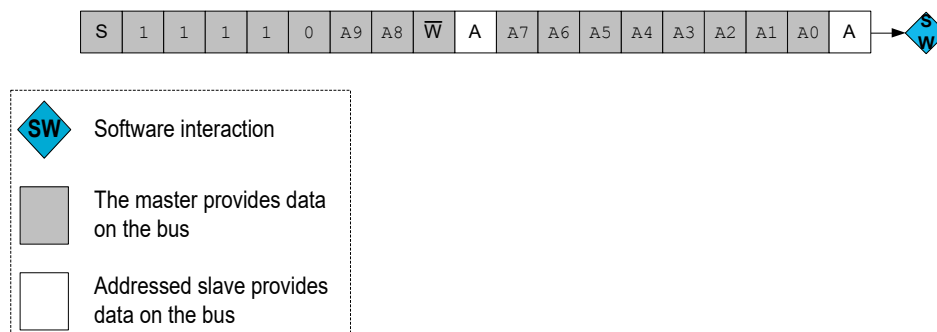 S 1 1 1 1 0 A9 A8 W̅ A A7 A6 A5 A4 A3 A2 A1 A0 A S
W
SW Software interaction
The master provides data
on the bus
Addressed slave provides
data on the bus